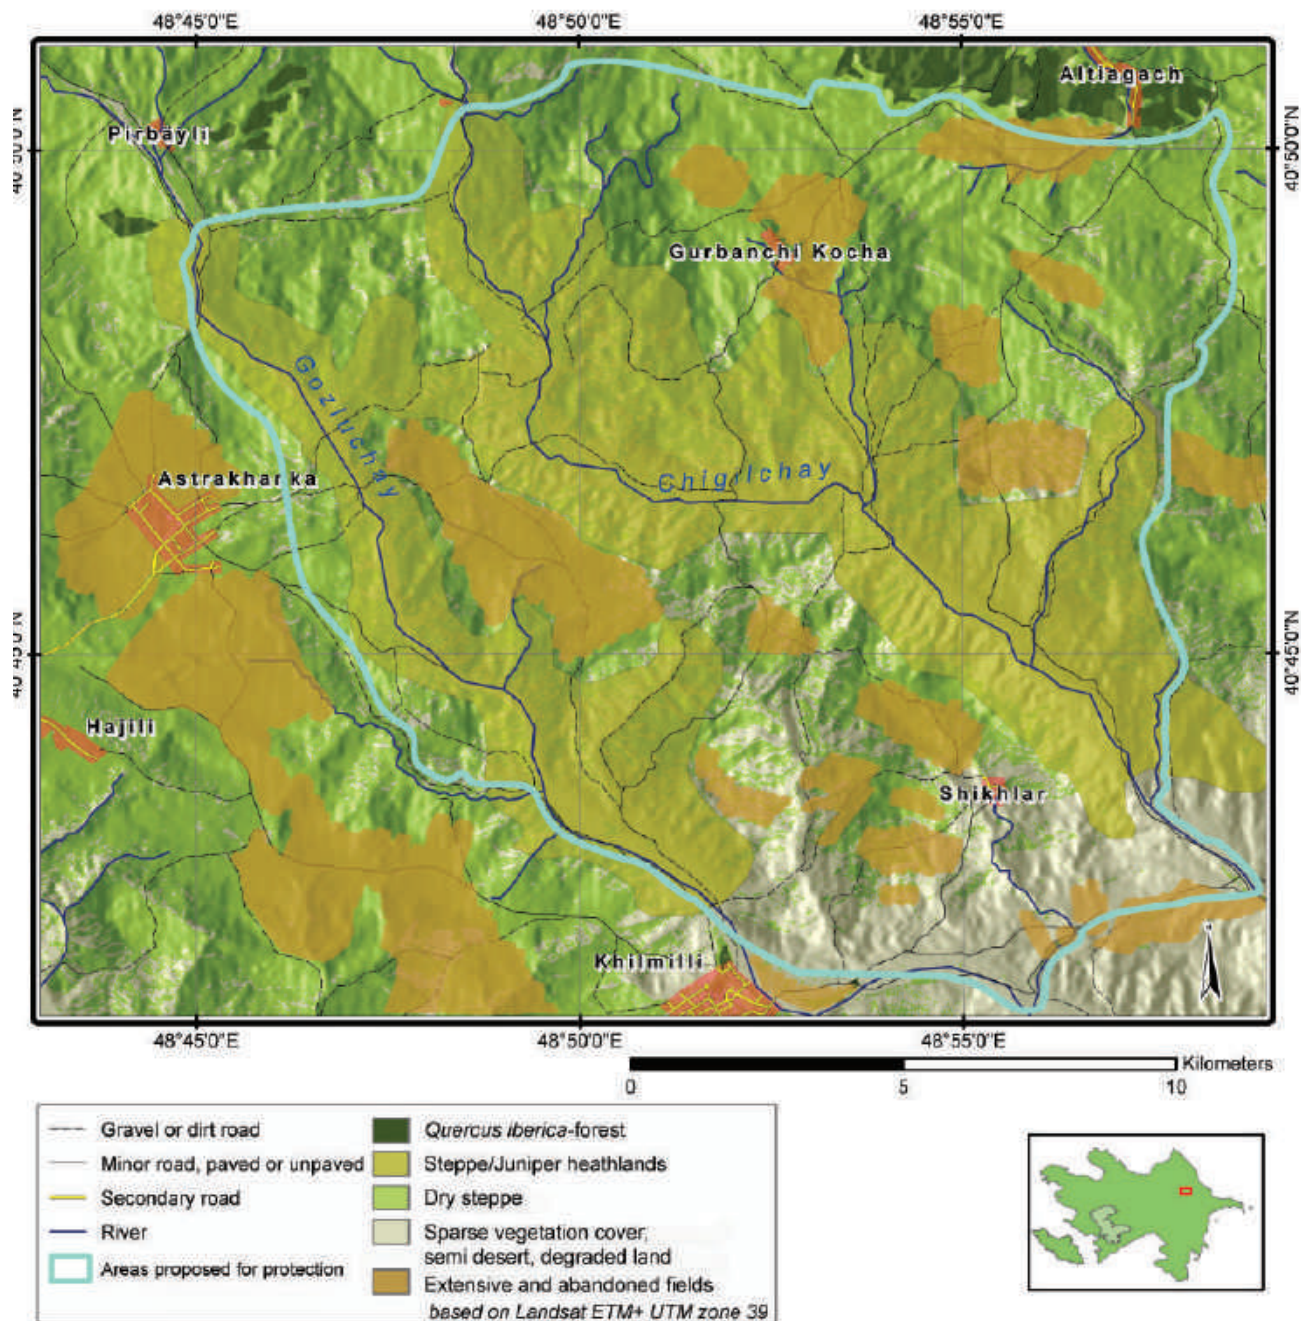 48°45'0"E 48°50'0"E 48°55'0"E
Altiagach
Pirbäyli
40°50'0"N
Gurbanchi Kocha
Gozluchay
Astrakhanka
Chigilchay
40°45'0"N
Hajili
Shikhlar
Khilmilli
48°45'0"E 48°50'0"E 48°55'0"E
Kilometers
0 5 10
Gravel or dirt road
Minor road, paved or unpaved
Secondary road
River
Areas proposed for protection
Quercus iberica-forest
Steppe/Juniper heathlands
Dry steppe
Sparse vegetation cover,
semi desert, degraded land
Extensive and abandoned fields
based on Landsat ETM+ UTM zone 39